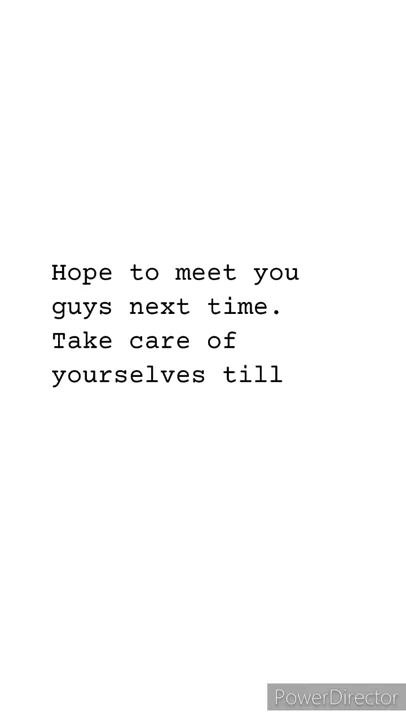 Hope to meet you
guys next time.
Take care of
yourselves till
PowerDirector